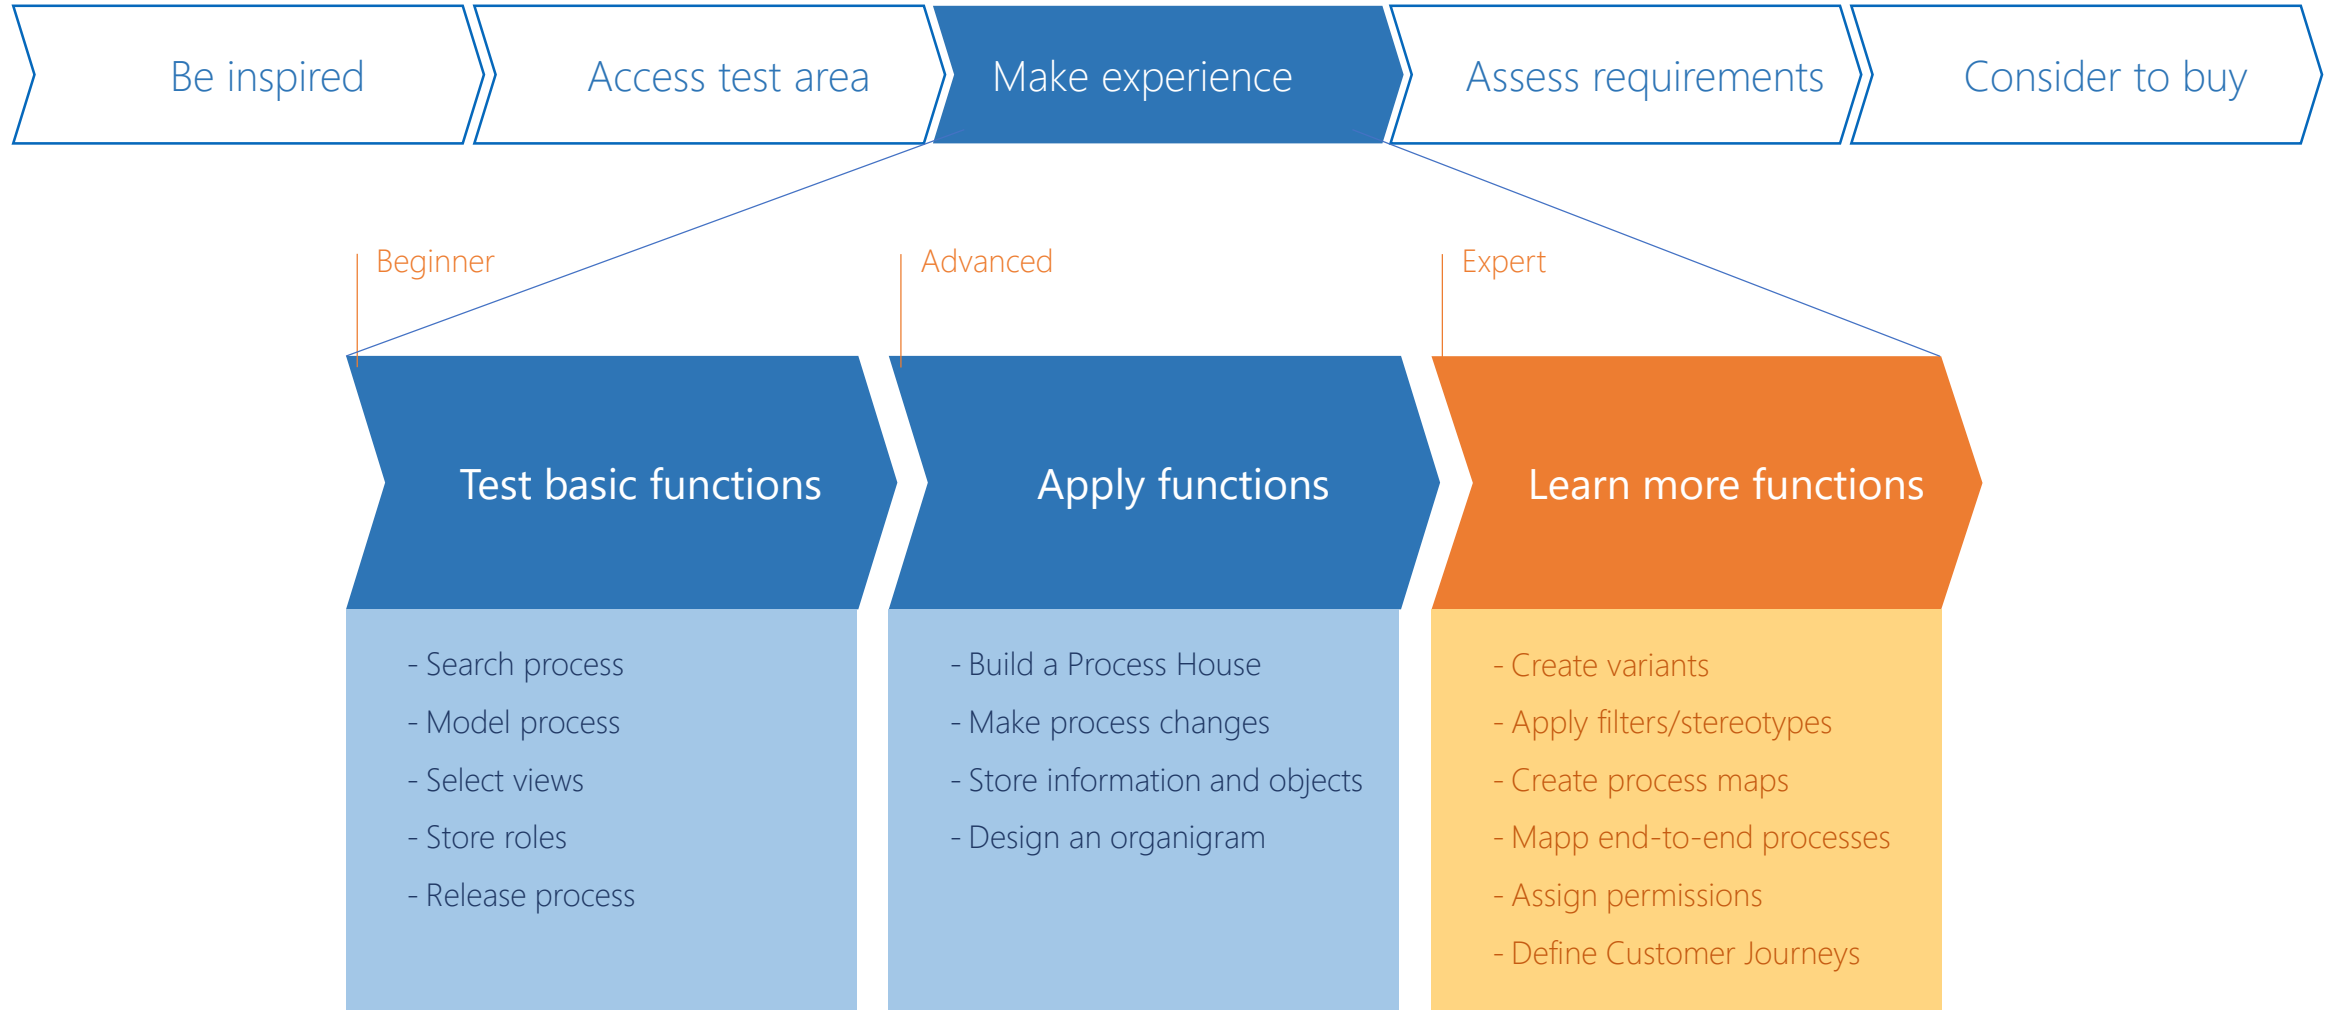 Be inspired
Access test area
Make experience
Assess requirements
Consider to buy
Beginner
Advanced
Expert
Test basic functions
Apply functions
Learn more functions
- Search process
- Model process
- Select views
- Store roles
- Release process
- Build a Process House
- Make process changes
- Store information and objects
- Design an organigram
- Create variants
- Apply filters/stereotypes
- Create process maps
- Mapp end-to-end processes
- Assign permissions
- Define Customer Journeys